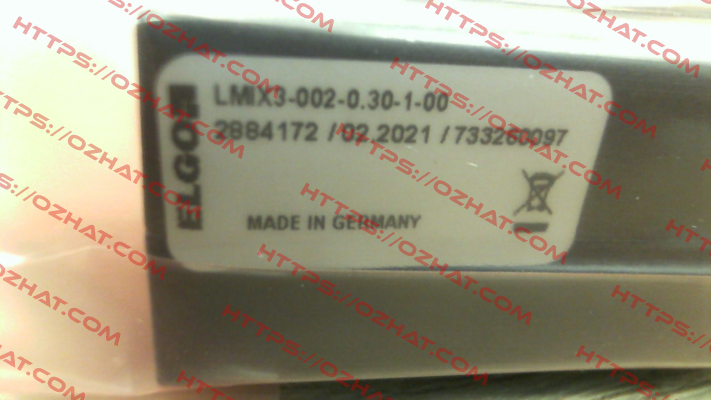 ELGO
LMIX3-002-0.30-1-00
2884172 / 02.2021 / 733260097
MADE IN GERMANY
HTTPS://OZHAT.COM